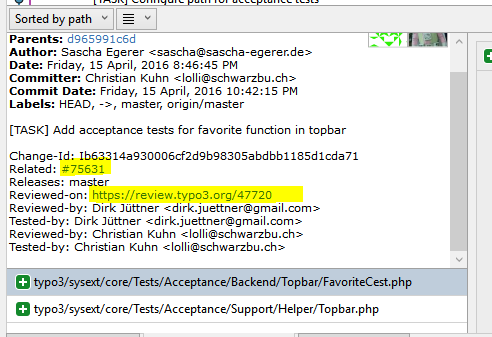 [TASK] Configure path for acceptance tests
Sorted by path
Parents: d965991c6d
Author: Sascha Egerer <sascha@sascha-egerer.de>
Date: Friday, 15 April, 2016 8:46:45 PM
Committer: Christian Kuhn <lolli@schwarzbu.ch>
Commit Date: Friday, 15 April, 2016 10:42:15 PM
Labels: HEAD, ->, master, origin/master
[TASK] Add acceptance tests for favorite function in topbar
Change-Id: Ib63314a930006cf2d9b98305abdbb1185d1cda71
Related: #75631
Releases: master
Reviewed-on: https://review.typo3.org/47720
Reviewed-by: Dirk Jüttner <dirk.juettner@gmail.com>
Tested-by: Dirk Jüttner <dirk.juettner@gmail.com>
Reviewed-by: Christian Kuhn <lolli@schwarzbu.ch>
Tested-by: Christian Kuhn <lolli@schwarzbu.ch>
typo3/sysext/core/Tests/Acceptance/Backend/Topbar/FavoriteCest.php
typo3/sysext/core/Tests/Acceptance/Support/Helper/Topbar.php